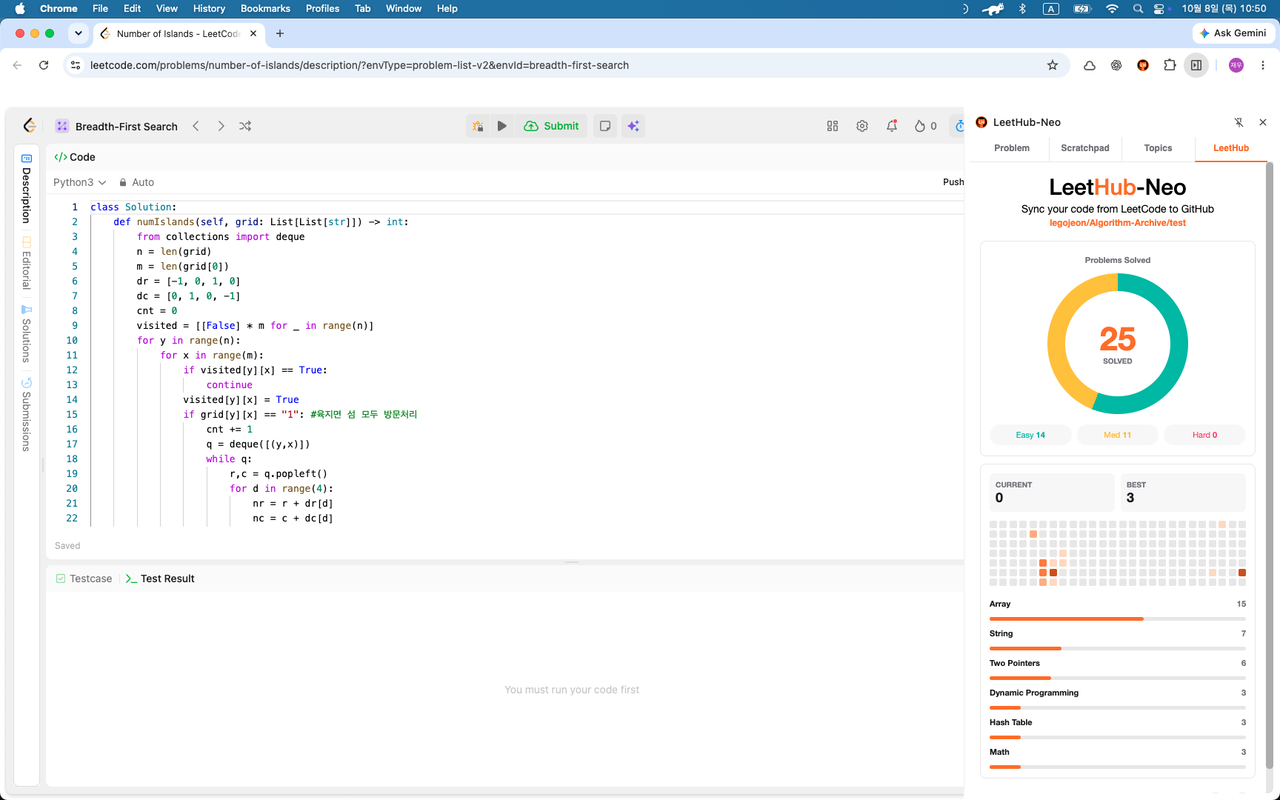 Chrome File Edit View History Bookmarks Profiles Tab Window Help
A 10월 8일 (목) 10:50
Number of Islands - LeetCode
Ask Gemini
leetcode.com/problems/number-of-islands/description/?envType=problem-list-v2&envId=breadth-first-search
재우
Breadth-First Search
Submit
0
LeetHub-Neo
Problem Scratchpad Topics LeetHub
Description
Editorial
Solutions
Submissions
</> Code
Python3 Auto
Push
1 class Solution:
2 def numIslands(self, grid: List[List[str]]) -> int:
3 from collections import deque
4 n = len(grid)
5 m = len(grid[0])
6 dr = [-1, 0, 1, 0]
7 dc = [0, 1, 0, -1]
8 cnt = 0
9 visited = [[False] * m for _ in range(n)]
10 for y in range(n):
11 for x in range(m):
12 if visited[y][x] == True:
13 continue
14 visited[y][x] = True
15 if grid[y][x] == "1": #육지면 섬 모두 방문처리
16 cnt += 1
17 q = deque([(y,x)])
18 while q:
19 r,c = q.popleft()
20 for d in range(4):
21 nr = r + dr[d]
22 nc = c + dc[d]
Saved
Testcase Test Result
You must run your code first
LeetHub-Neo
Sync your code from LeetCode to GitHub
legojeon/Algorithm-Archive/test
Problems Solved
25
SOLVED
Easy 14 Med 11 Hard 0
CURRENT
0
BEST
3
Array 15
String 7
Two Pointers 6
Dynamic Programming 3
Hash Table 3
Math 3